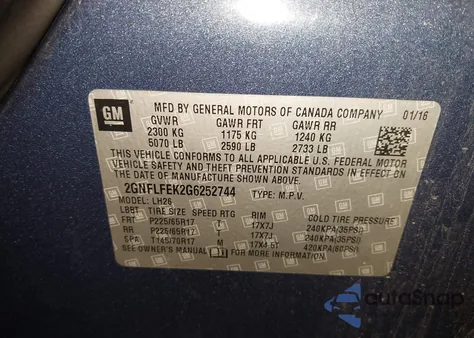 GM
MFD BY GENERAL MOTORS OF CANADA COMPANY 01/16
GVWR GAWR FRT GAWR RR
2300 KG 1175 KG 1240 KG
5070 LB 2590 LB 2733 LB
THIS VEHICLE CONFORMS TO ALL APPLICABLE U.S. FEDERAL MOTOR
VEHICLE SAFETY AND THEFT PREVENTION STANDARDS IN EFFECT ON
THE DATE OF MANUFACTURE SHOWN ABOVE.
2GNFLFEK2G6252744 TYPE: M.P.V.
MODEL: LH26
LBBT TIRE SIZE SPEED RTG RIM COLD TIRE PRESSURE
FRT P225/65R17 T 17X7J 240KPA(35PSI)
RR P225/65R17 T 17X7J 240KPA(35PSI)
SPA T145/70R17 M 17X4.5T 420KPA(60PSI)
SEE OWNER'S MANUAL FOR MORE INFORMATION.
autoSnap